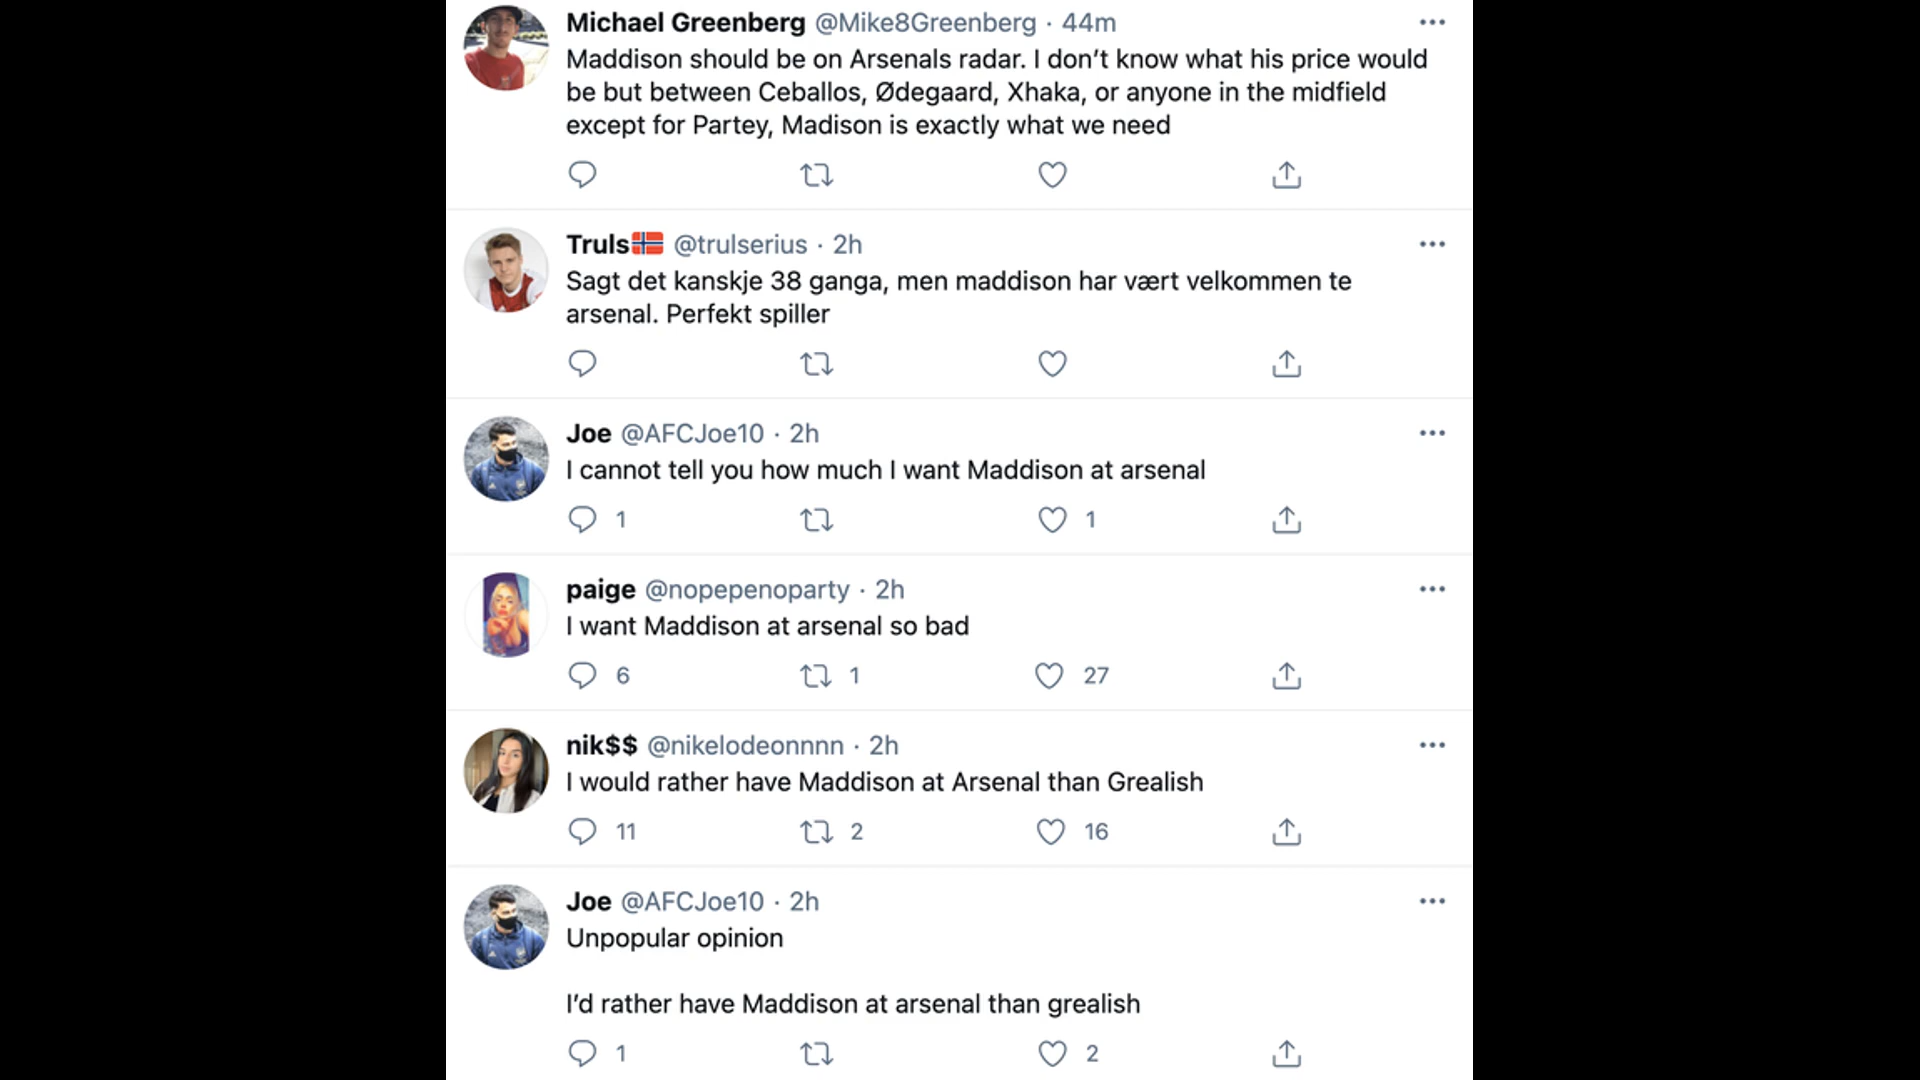 Michael Greenberg @Mike8Greenberg · 44m
Maddison should be on Arsenals radar. I don’t know what his price would
be but between Ceballos, Ødegaard, Xhaka, or anyone in the midfield
except for Partey, Madison is exactly what we need
Truls🇳🇴 @trulserius · 2h
Sagt det kanskje 38 ganga, men maddison har vært velkommen te
arsenal. Perfekt spiller
Joe @AFCJoe10 · 2h
I cannot tell you how much I want Maddison at arsenal
1 1
paige @nopepenoparty · 2h
I want Maddison at arsenal so bad
6 1 27
nik$$ @nikelodeonnnn · 2h
I would rather have Maddison at Arsenal than Grealish
11 2 16
Joe @AFCJoe10 · 2h
Unpopular opinion
I’d rather have Maddison at arsenal than grealish
1 2